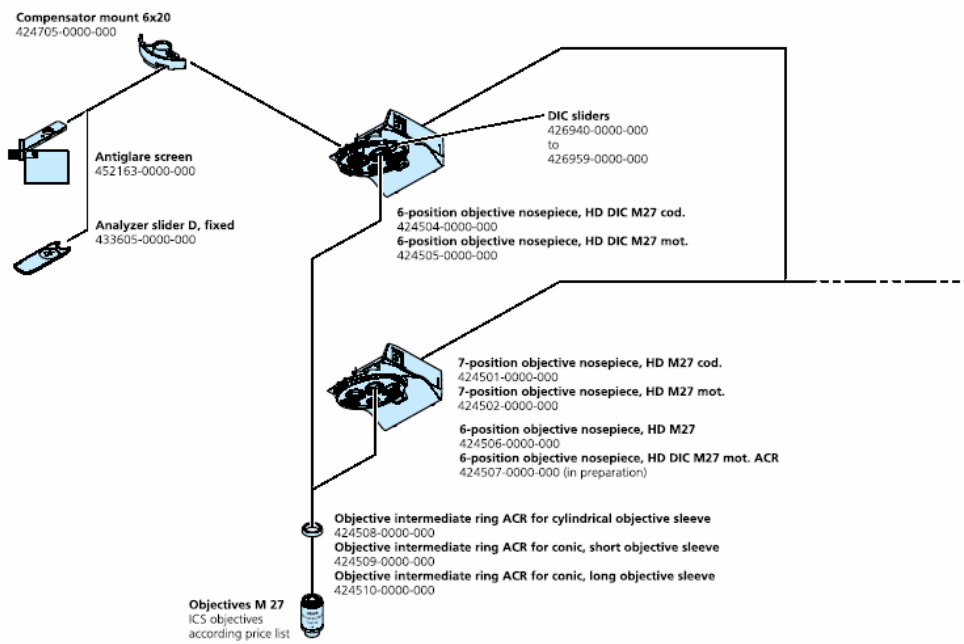 Compensator mount 6x20
424705-0000-000
DIC sliders
426940-0000-000
to
426959-0000-000
Antiglare screen
452163-0000-000
Analyzer slider D, fixed
433605-0000-000
6-position objective nosepiece, HD DIC M27 cod.
424504-0000-000
6-position objective nosepiece, HD DIC M27 mot.
424505-0000-000
7-position objective nosepiece, HD M27 cod.
424501-0000-000
7-position objective nosepiece, HD M27 mot.
424502-0000-000
6-position objective nosepiece, HD M27
424506-0000-000
6-position objective nosepiece, HD DIC M27 mot. ACR
424507-0000-000 (in preparation)
Objective intermediate ring ACR for cylindrical objective sleeve
424508-0000-000
Objective intermediate ring ACR for conic, short objective sleeve
424509-0000-000
Objective intermediate ring ACR for conic, long objective sleeve
424510-0000-000
Objectives M 27
ICS objectives
according price list